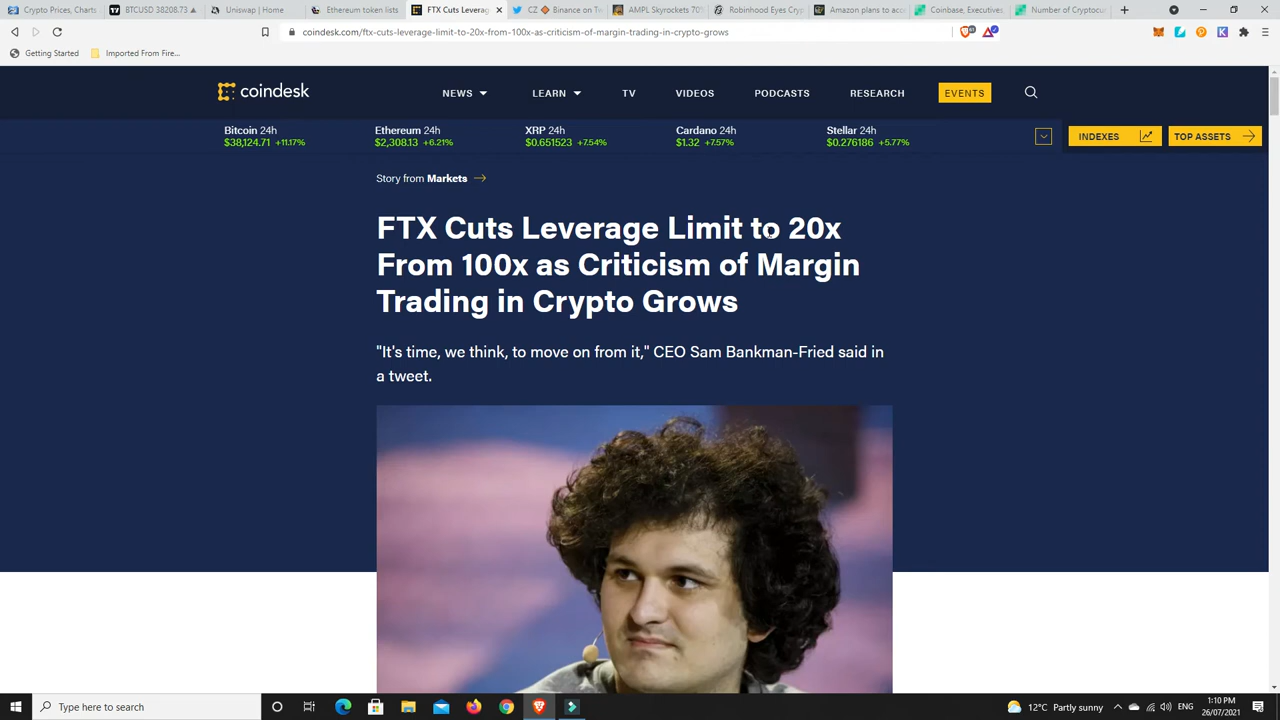 Crypto Prices, Charts
BTCUSD 38208.73 ▲
Uniswap | Home
Ethereum token lists
FTX Cuts Leverag
CZ Binance on Tw
AMPL Skyrockets 70%
Robinhood Eyes Cryp
Amazon plans to acc
Coinbase, Executives,
Number of Cryptocu
coindesk.com/ftx-cuts-leverage-limit-to-20x-from-100x-as-criticism-of-margin-trading-in-crypto-grows
Getting Started
Imported From Fire...
coindesk
NEWS
LEARN
TV
VIDEOS
PODCASTS
RESEARCH
EVENTS
Bitcoin 24h
$38,124.71 +11.17%
Ethereum 24h
$2,308.13 +6.21%
XRP 24h
$0.651523 +7.54%
Cardano 24h
$1.32 +7.57%
Stellar 24h
$0.276186 +5.77%
INDEXES
TOP ASSETS
Story from Markets
FTX Cuts Leverage Limit to 20x
From 100x as Criticism of Margin
Trading in Crypto Grows
"It's time, we think, to move on from it," CEO Sam Bankman-Fried said in
a tweet.
Type here to search
12°C Partly sunny
ENG
1:10 PM
26/07/2021